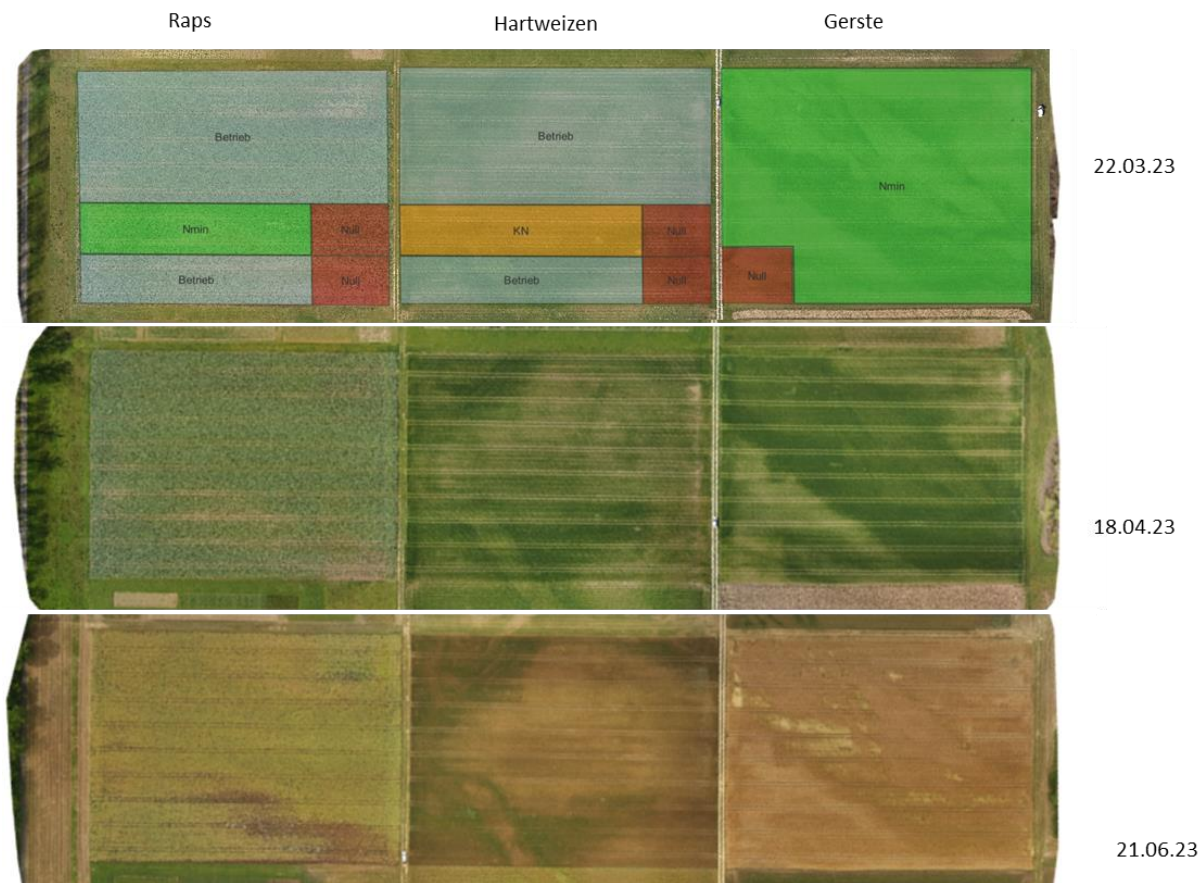 Raps
Hartweizen
Gerste
Betrieb
Betrieb
Nmin
22.03.23
Nmin
Null
KN
Null
Betrieb
Null
Betrieb
Null
Null
18.04.23
21.06.23